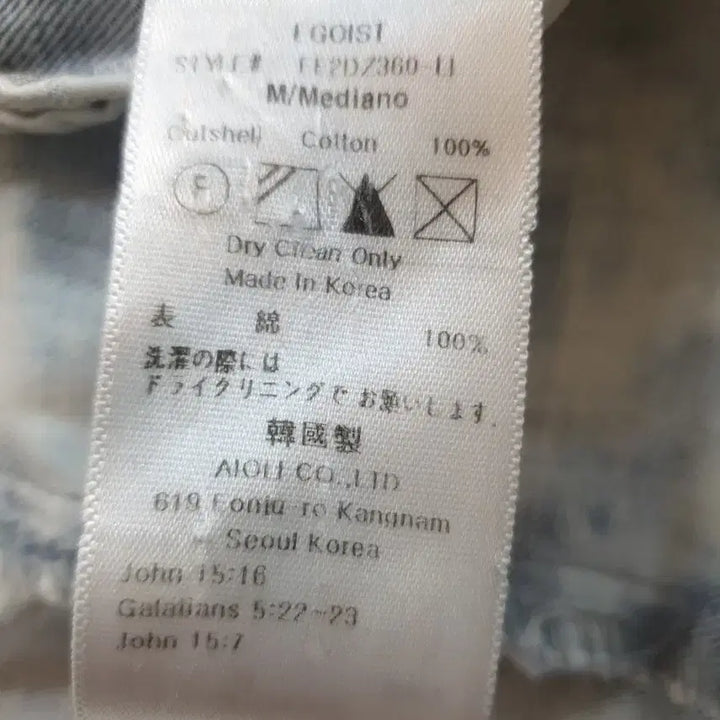 EGOIST
STYLE#
M/Mediano
Outshell Cotton 100%
F
Dry Clean Only
Made In Korea
表 綿 100%
洗濯の際には
ドライクリニングで お願いします.
韓國製
AIOLI CO.,LTD
619 Eonju-ro Kangnam
Seoul Korea
John 15:16
Galatians 5:22~23
John 15:7